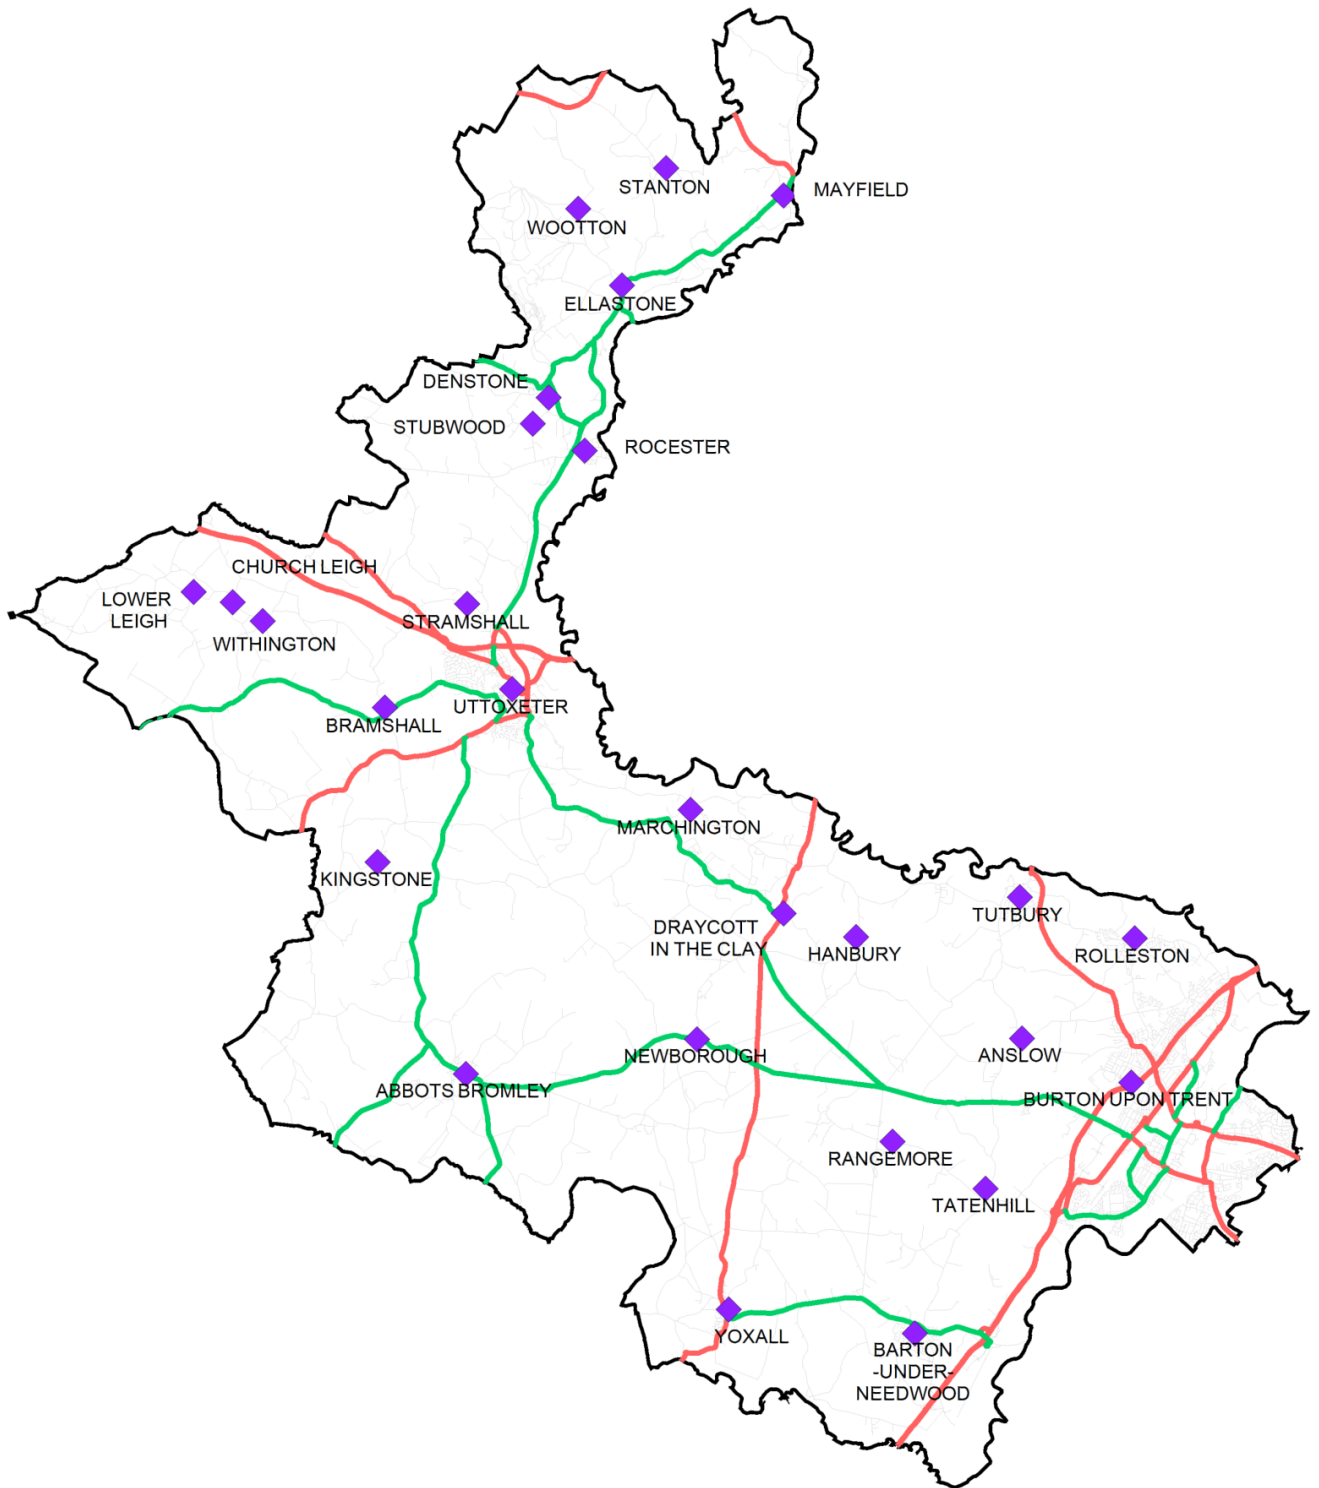 STANTON
MAYFIELD
WOOTTON
ELLASTONE
DENSTONE
STUBWOOD
ROCESTER
CHURCH LEIGH
LOWER
LEIGH
STRAMSHALL
WITHINGTON
UTTOXETER
BRAMSHALL
MARCHINGTON
KINGSTONE
TUTBURY
DRAYCOTT
IN THE CLAY
HANBURY
ROLLESTON
NEWBOROUGH
ANSLOW
ABBOTS BROMLEY
BURTON UPON TRENT
RANGEMORE
TATENHILL
YOXALL
BARTON
-UNDER-
NEEDWOOD